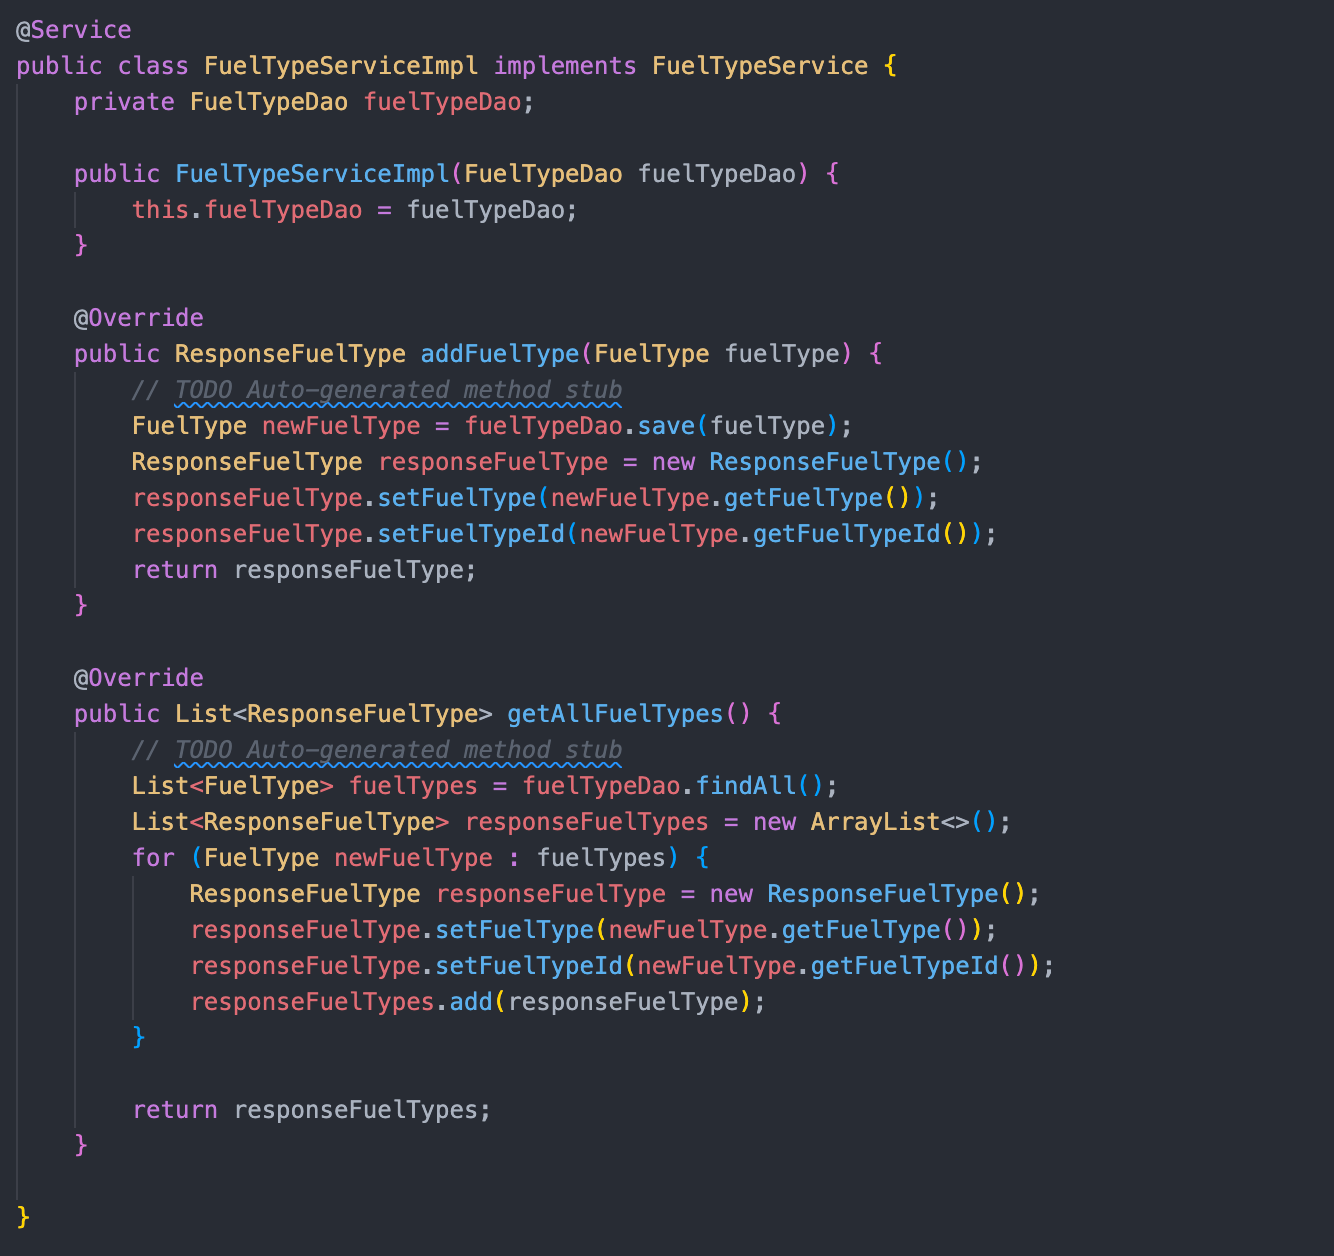 @Service
public class FuelTypeServiceImpl implements FuelTypeService {
    private FuelTypeDao fuelTypeDao;

    public FuelTypeServiceImpl(FuelTypeDao fuelTypeDao) {
        this.fuelTypeDao = fuelTypeDao;
    }

    @Override
    public ResponseFuelType addFuelType(FuelType fuelType) {
        // TODO Auto-generated method stub
        FuelType newFuelType = fuelTypeDao.save(fuelType);
        ResponseFuelType responseFuelType = new ResponseFuelType();
        responseFuelType.setFuelType(newFuelType.getFuelType());
        responseFuelType.setFuelTypeId(newFuelType.getFuelTypeId());
        return responseFuelType;
    }

    @Override
    public List<ResponseFuelType> getAllFuelTypes() {
        // TODO Auto-generated method stub
        List<FuelType> fuelTypes = fuelTypeDao.findAll();
        List<ResponseFuelType> responseFuelTypes = new ArrayList<>();
        for (FuelType newFuelType : fuelTypes) {
            ResponseFuelType responseFuelType = new ResponseFuelType();
            responseFuelType.setFuelType(newFuelType.getFuelType());
            responseFuelType.setFuelTypeId(newFuelType.getFuelTypeId());
            responseFuelTypes.add(responseFuelType);
        }

        return responseFuelTypes;
    }

}